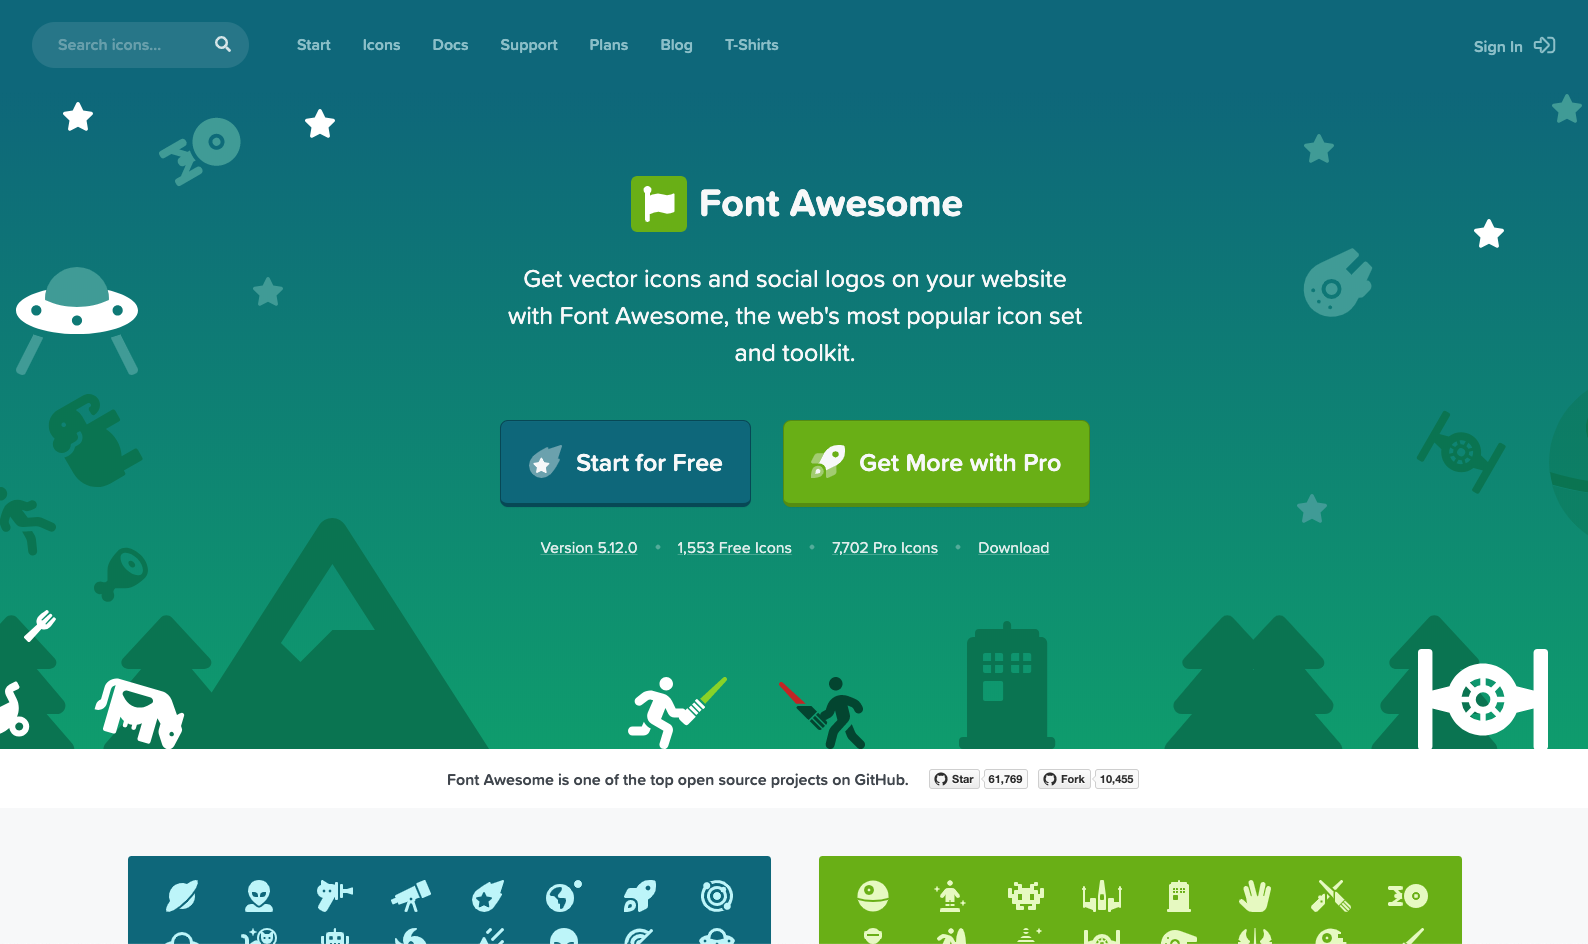 Search icons...
Start
Icons
Docs
Support
Plans
Blog
T-Shirts
Sign In
Font Awesome
Get vector icons and social logos on your website
with Font Awesome, the web's most popular icon set
and toolkit.
Start for Free
Get More with Pro
Version 5.12.0 • 1,553 Free Icons • 7,702 Pro Icons • Download
Font Awesome is one of the top open source projects on GitHub.
Star
61,769
Fork
10,455